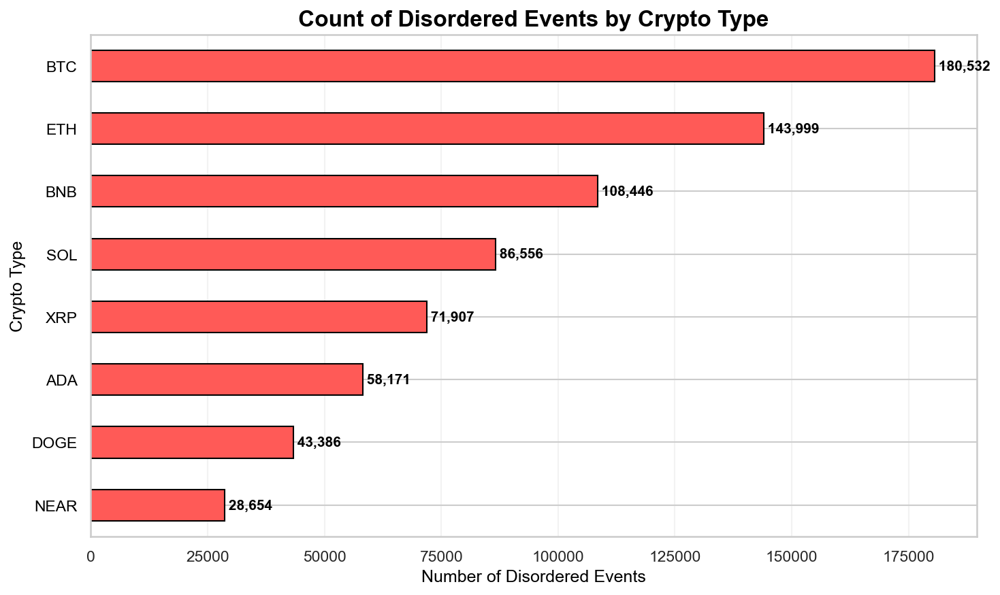 Count of Disordered Events by Crypto Type
Crypto Type
BTC 180,532
ETH 143,999
BNB 108,446
SOL 86,556
XRP 71,907
ADA 58,171
DOGE 43,386
NEAR 28,654
0 25000 50000 75000 100000 125000 150000 175000
Number of Disordered Events